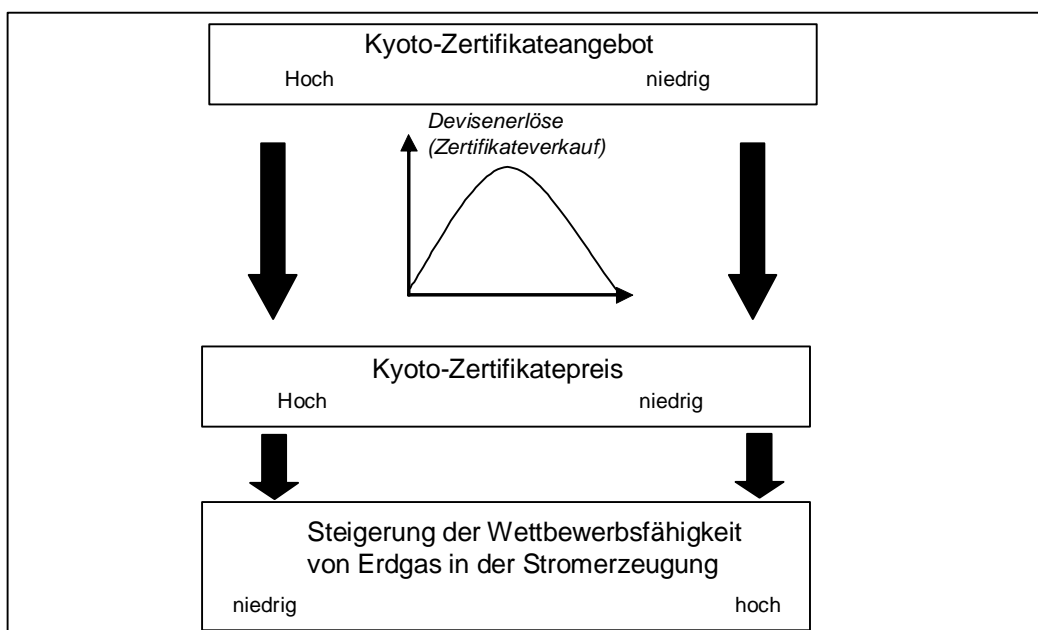 Kyoto-Zertifikateangebot
Hoch niedrig
Devisenerlöse
(Zertifikateverkauf)
Kyoto-Zertifikatepreis
Hoch niedrig
Steigerung der Wettbewerbsfähigkeit
von Erdgas in der Stromerzeugung
niedrig hoch